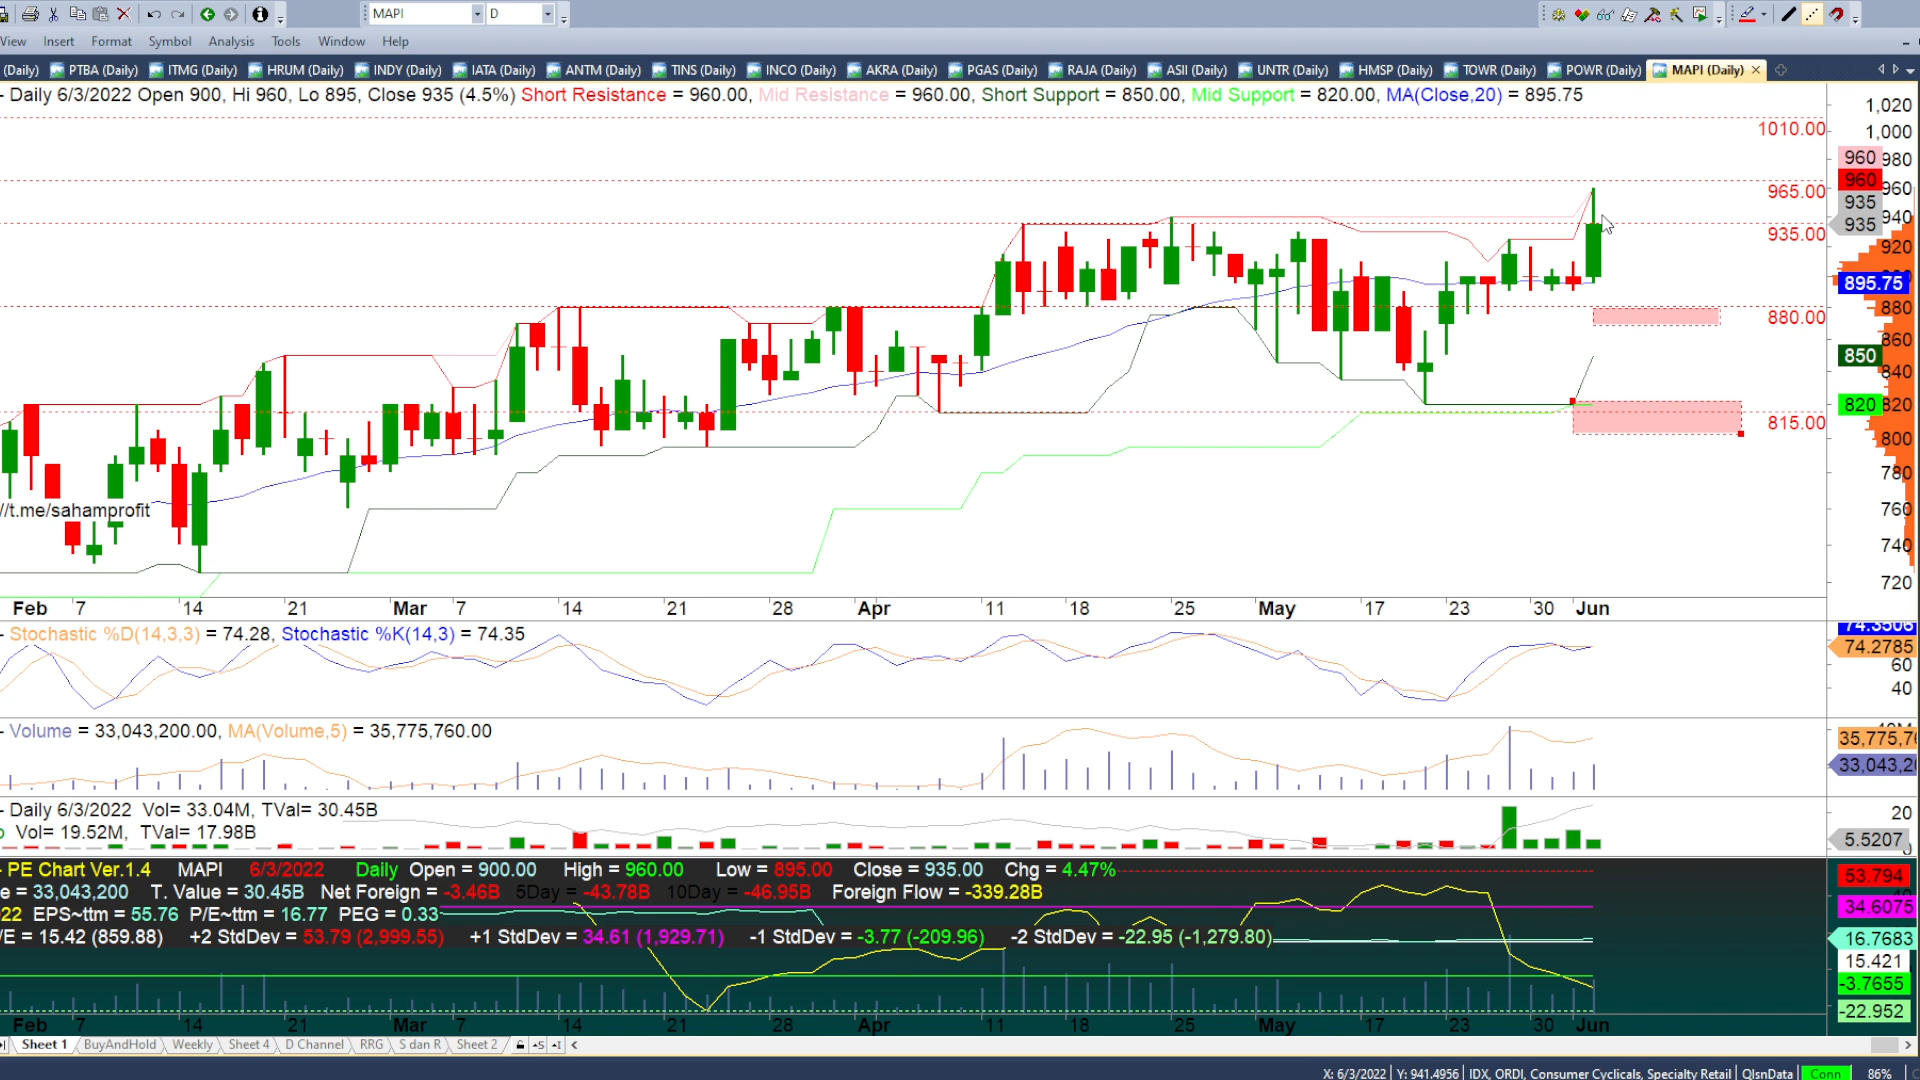 MAPI D
View Insert Format Symbol Analysis Tools Window Help
(Daily) PTBA (Daily) ITMG (Daily) HRUM (Daily) INDY (Daily) IATA (Daily) ANTM (Daily) TINS (Daily) INCO (Daily) AKRA (Daily) PGAS (Daily) RAJA (Daily) ASII (Daily) UNTR (Daily) HMSP (Daily) TOWR (Daily) POWR (Daily) MAPI (Daily)
- Daily 6/3/2022 Open 900, Hi 960, Lo 895, Close 935 (4.5%) Short Resistance = 960.00, Mid Resistance = 960.00, Short Support = 850.00, Mid Support = 820.00, MA(Close,20) = 895.75
1,020
1010.00
1,000
960 980
965.00 960 960
935
935.00 935 940
920
895.75
880.00 880
860
850
840
820 820
815.00
800
780
760
//t.me/sahamprofit
740
720
Feb 7 14 21 Mar 7 14 21 28 Apr 11 18 25 May 17 23 30 Jun
- Stochastic %D(14,3,3) = 74.28, Stochastic %K(14,3) = 74.35
74.3506
74.2785
60
40
- Volume = 33,043,200.00, MA(Volume,5) = 35,775,760.00
35,775,76
33,043,20
- Daily 6/3/2022 Vol= 33.04M, TVal= 30.45B
Vol= 19.52M, TVal= 17.98B
20
5.5207
- PE Chart Ver.1.4 MAPI 6/3/2022 Daily Open = 900.00 High = 960.00 Low = 895.00 Close = 935.00 Chg = 4.47%
e = 33,043,200 T. Value = 30.45B Net Foreign = -3.46B 5Day = -43.78B 10Day = -46.95B Foreign Flow = -339.28B
022 EPS~ttm = 55.76 P/E~ttm = 16.77 PEG = 0.33
/E = 15.42 (859.88) +2 StdDev = 53.79 (2,999.55) +1 StdDev = 34.61 (1,929.71) -1 StdDev = -3.77 (-209.96) -2 StdDev = -22.95 (-1,279.80)
53.794
34.6075
16.7683
15.421
-3.7655
-22.952
Feb 7 14 21 Mar 7 14 21 28 Apr 11 18 25 May 17 23 30 Jun
Sheet 1 BuyAndHold Weekly Sheet 4 D Channel RRG S dan R Sheet 2
X: 6/3/2022 Y: 941.4956 IDX, ORDI, Consumer Cyclicals, Specialty Retail QlsnData Conn 86%